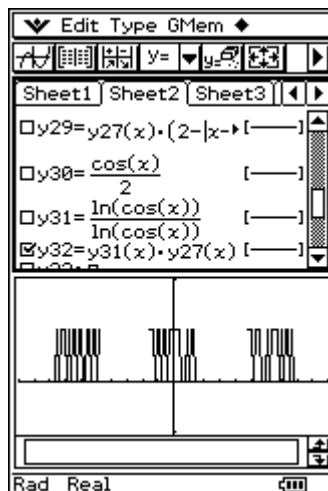 Edit Type GMem
y=
Sheet1 Sheet2 Sheet3
y29=y27(x)·(2-|x-
y30=cos(x)/2
y31=ln(cos(x))/ln(cos(x))
y32=y31(x)·y27(x)
Rad Real